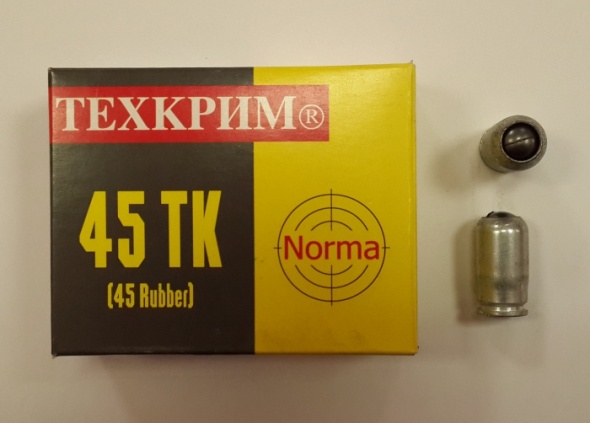 ТЕХКРИМ®
45 TK
(45 Rubber)
Norma